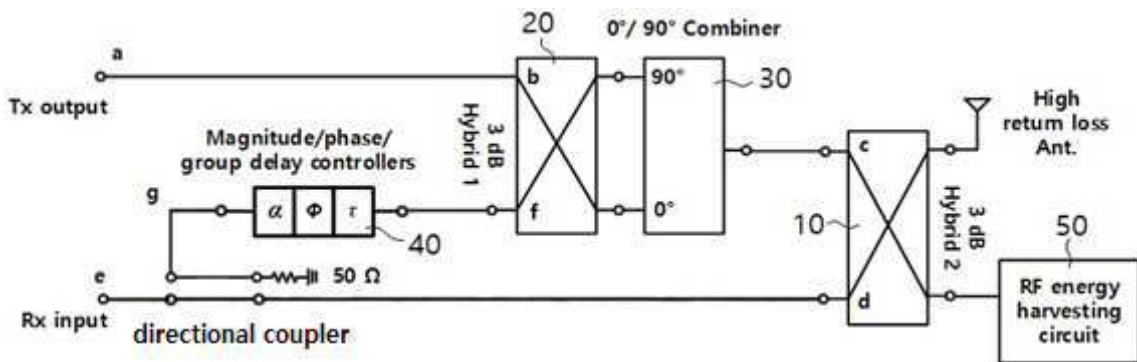 a
Tx output
20
b
f
3 dB
Hybrid 1
0°/ 90° Combiner
90°
0°
30
Magnitude/phase/
group delay controllers
g
α Φ τ
40
50 Ω
e
Rx input
directional coupler
c
d
10
High
return loss
Ant.
3 dB
Hybrid 2
50
RF energy
harvesting
circuit